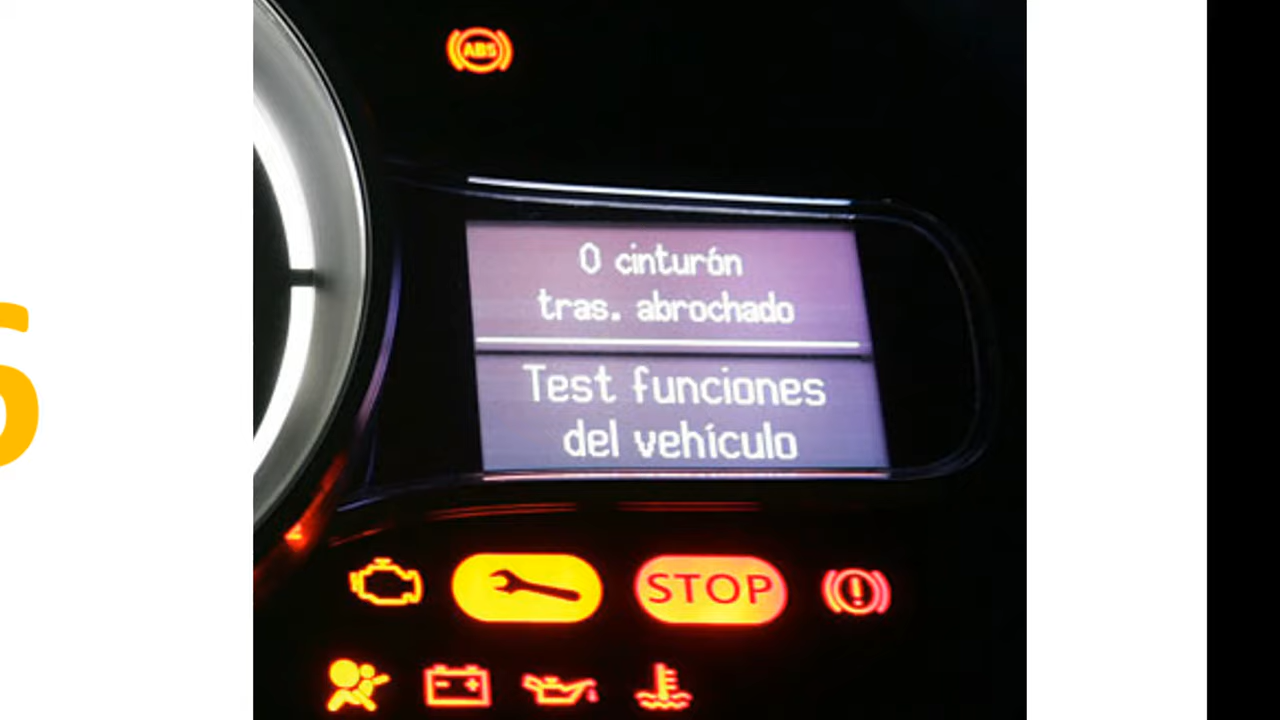 ABS
0 cinturón
tras. abrochado
Test funciones
del vehículo
STOP